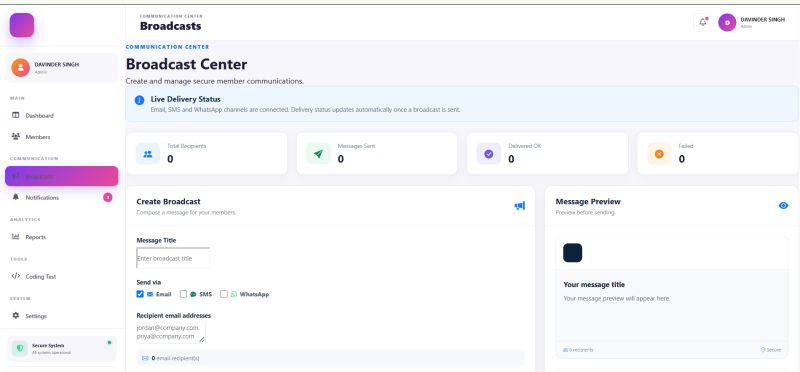 COMMUNICATION CENTER
Broadcasts
D
DAVINDER SINGH
Admin
DAVINDER SINGH
Admin
MAIN
Dashboard
Members
COMMUNICATION
Broadcasts
Notifications
3
ANALYTICS
Reports
TOOLS
Coding Test
SYSTEM
Settings
Secure System
All systems operational
COMMUNICATION CENTER
Broadcast Center
Create and manage secure member communications.
Live Delivery Status
Email, SMS and WhatsApp channels are connected. Delivery status updates automatically once a broadcast is sent.
Total Recipients
0
Messages Sent
0
Delivered OK
0
Failed
0
Create Broadcast
Compose a message for your members.
Message Title
Enter broadcast title
Send via
Email SMS WhatsApp
Recipient email addresses
jordan@company.com,
priya@company.com
0 email recipient(s)
Message Preview
Preview before sending.
Your message title
Your message preview will appear here.
0 recipients
Secure